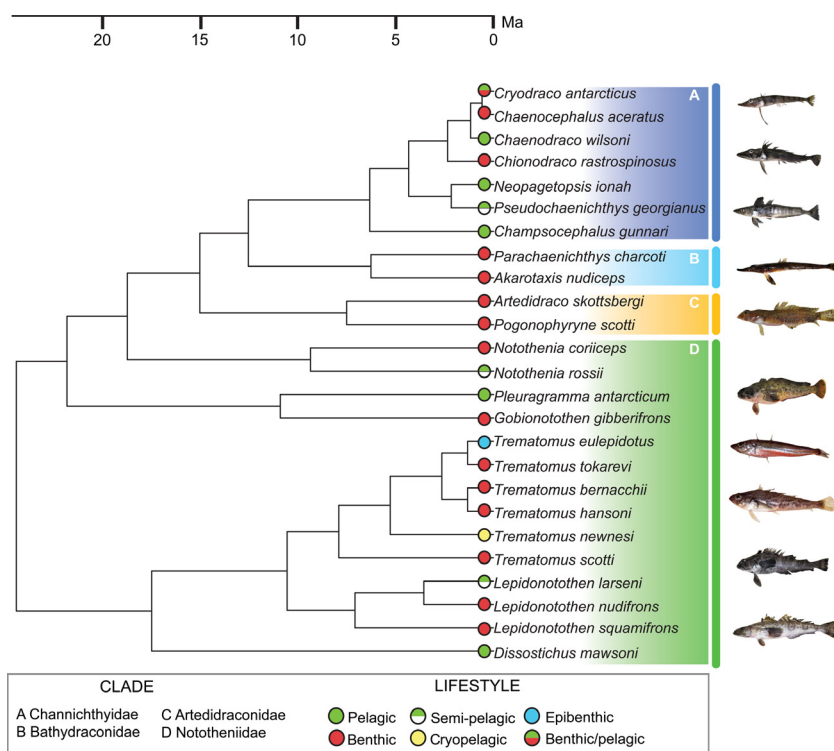 20 15 10 5 0 Ma
Cryodraco antarcticus A
Chaenocephalus aceratus
Chaenodraco wilsoni
Chionodraco rastrospinosus
Neopagetopsis ionah
Pseudochaenichthys georgianus
Champsocephalus gunnari
Parachaenichthys charcoti B
Akarotaxis nudiceps
Artedidraco skottsbergi C
Pogonophyryne scotti
Notothenia coriiceps D
Notothenia rossii
Pleuragramma antarcticum
Gobionotothen gibberifrons
Trematomus eulepidotus
Trematomus tokarevi
Trematomus bernacchii
Trematomus hansoni
Trematomus newnesi
Trematomus scotti
Lepidonotothen larseni
Lepidonotothen nudifrons
Lepidonotothen squamifrons
Dissostichus mawsoni
CLADE LIFESTYLE
A Channichthyidae C Artedidraconidae Pelagic Semi-pelagic Epibenthic
B Bathydraconidae D Nototheniidae Benthic Cryopelagic Benthic/pelagic